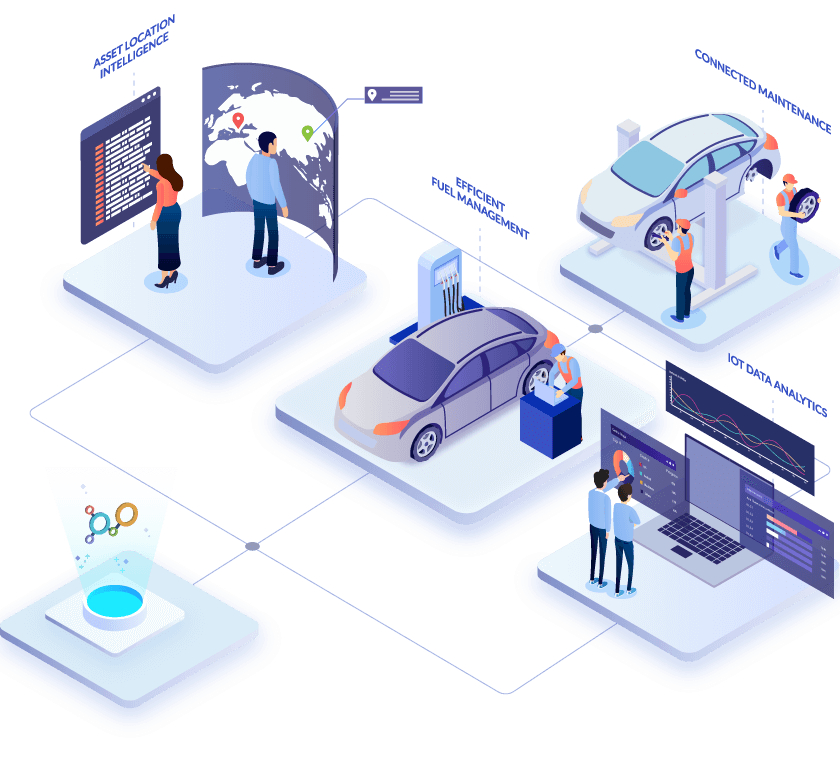 ASSET LOCATION
INTELLIGENCE
CONNECTED MAINTENANCE
EFFICIENT
FUEL MANAGEMENT
IOT DATA ANALYTICS